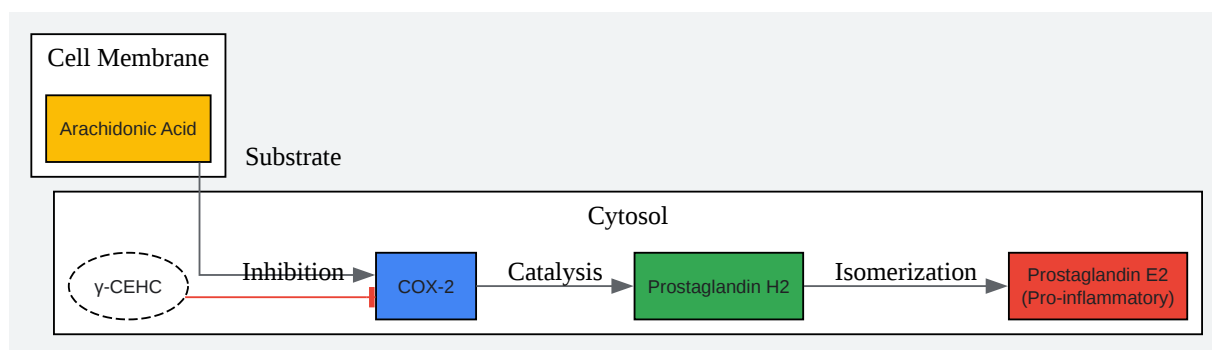 Cell Membrane
Arachidonic Acid
Substrate
Cytosol
γ-CEHC
Inhibition
COX-2
Catalysis
Prostaglandin H2
Isomerization
Prostaglandin E2
(Pro-inflammatory)